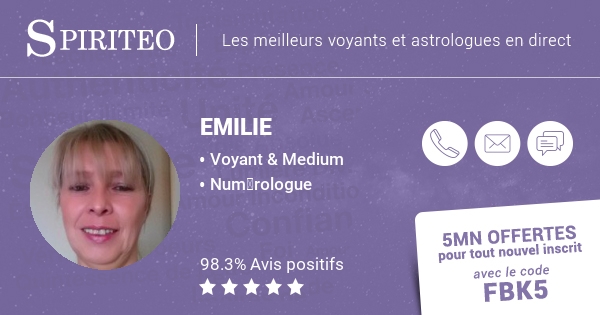 SPIRITEO
Les meilleurs voyants et astrologues en direct
EMILIE
• Voyant & Medium
• Num▯rologue
98.3% Avis positifs
5MN OFFERTES
pour tout nouvel inscrit
avec le code
FBK5